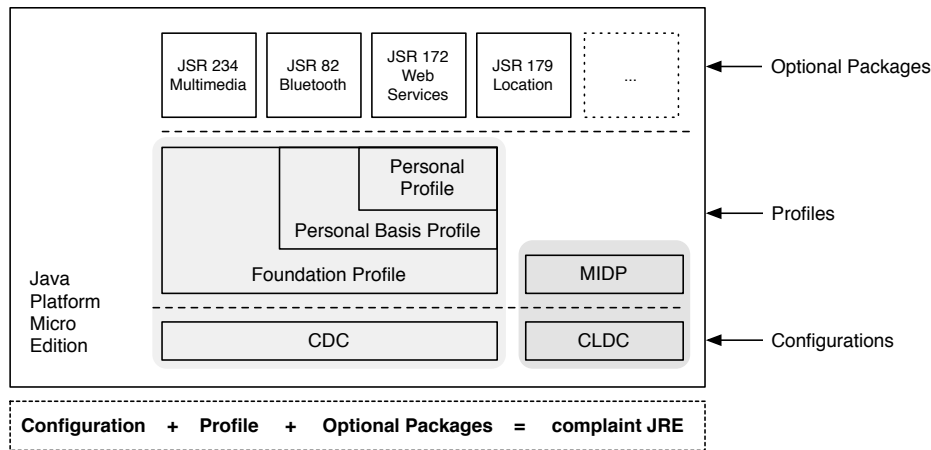 JSR 234
Multimedia
JSR 82
Bluetooth
JSR 172
Web
Services
JSR 179
Location
...
Optional Packages
Personal
Profile
Personal Basis Profile
Foundation Profile
MIDP
Profiles
Java
Platform
Micro
Edition
CDC
CLDC
Configurations
Configuration + Profile + Optional Packages = complaint JRE